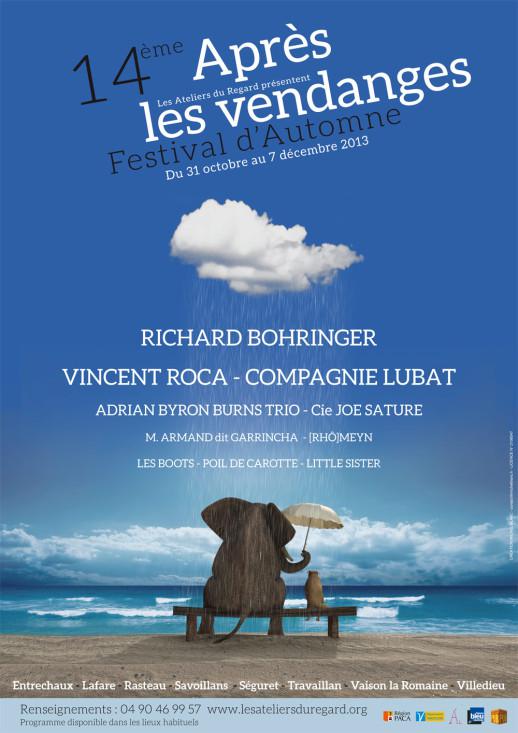 14ème Après
Les Ateliers du Regard présentent
les vendanges
Festival d'Automne
Du 31 octobre au 7 décembre 2013
RICHARD BOHRINGER
VINCENT ROCA - COMPAGNIE LUBAT
ADRIAN BYRON BURNS TRIO - Cie JOE SATURE
M. ARMAND dit GARRINCHA - [RHÔ]MEYN
LES BOOTS - POIL DE CAROTTE - LITTLE SISTER
Entrechaux - Lafare - Rasteau - Savoillans - Séguret - Travaillan - Vaison la Romaine - Villedieu
Renseignements : 04 90 46 99 57 www.lesateliersduregard.org
Programme disponible dans les lieux habituels
Région
PACA
bleu